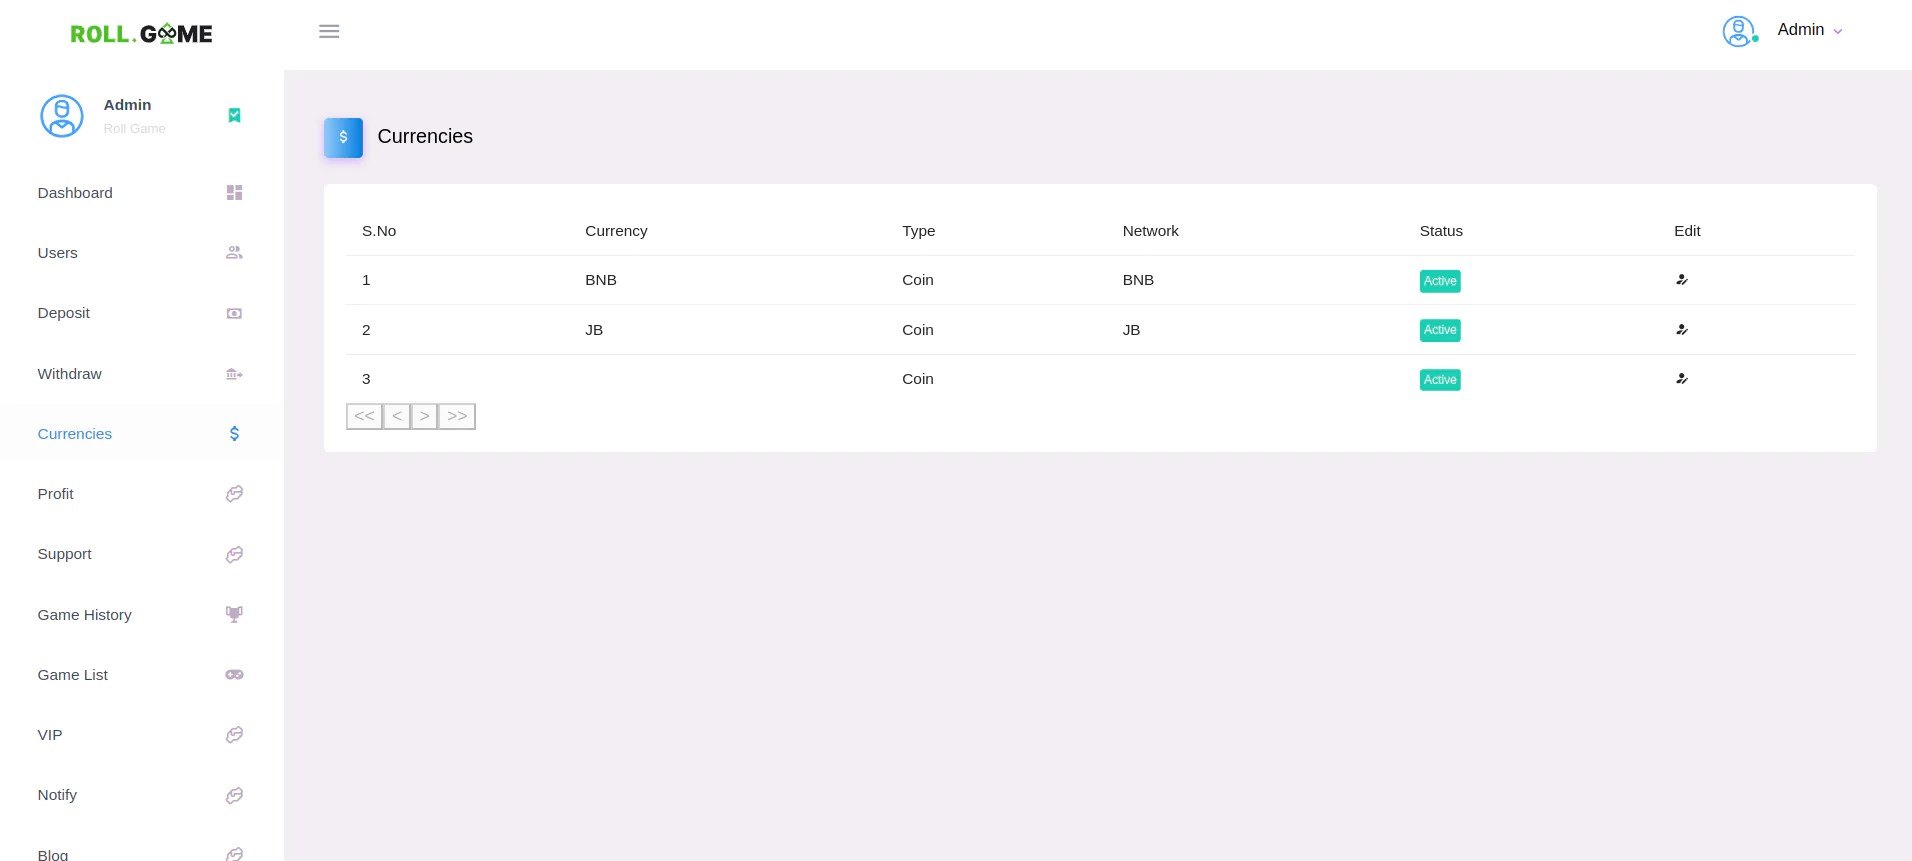 ROLL.GAME
Admin
Admin
Roll Game
Dashboard
Users
Deposit
Withdraw
Currencies
Profit
Support
Game History
Game List
VIP
Notify
Blog
$ Currencies
S.No Currency Type Network Status Edit
1 BNB Coin BNB Active
2 JB Coin JB Active
3 Coin Active
<< < > >>